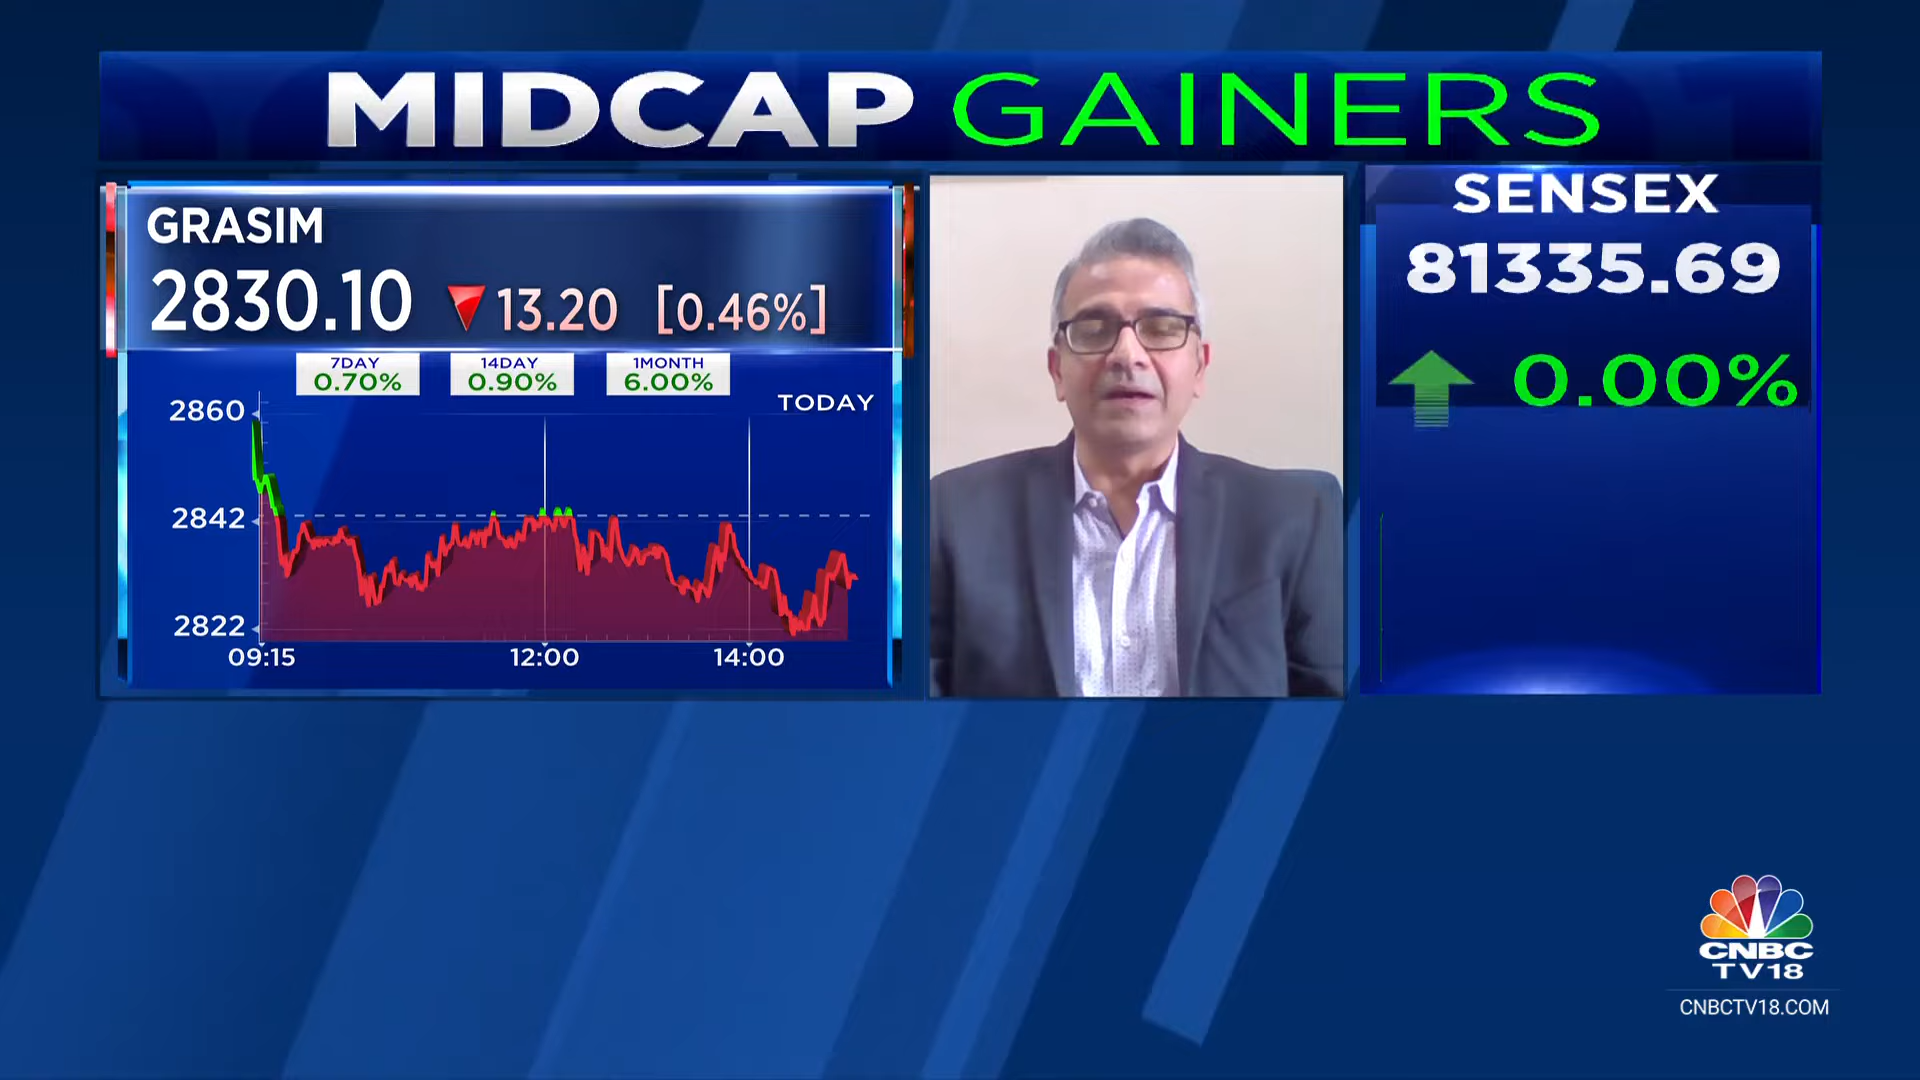 MIDCAP GAINERS
GRASIM
2830.10 ▼ 13.20 [0.46%]
7DAY
0.70%
14DAY
0.90%
1MONTH
6.00%
TODAY
2860
2842
2822
09:15 12:00 14:00
SENSEX
81335.69
0.00%
CNBC
TV18
CNBCTV18.COM